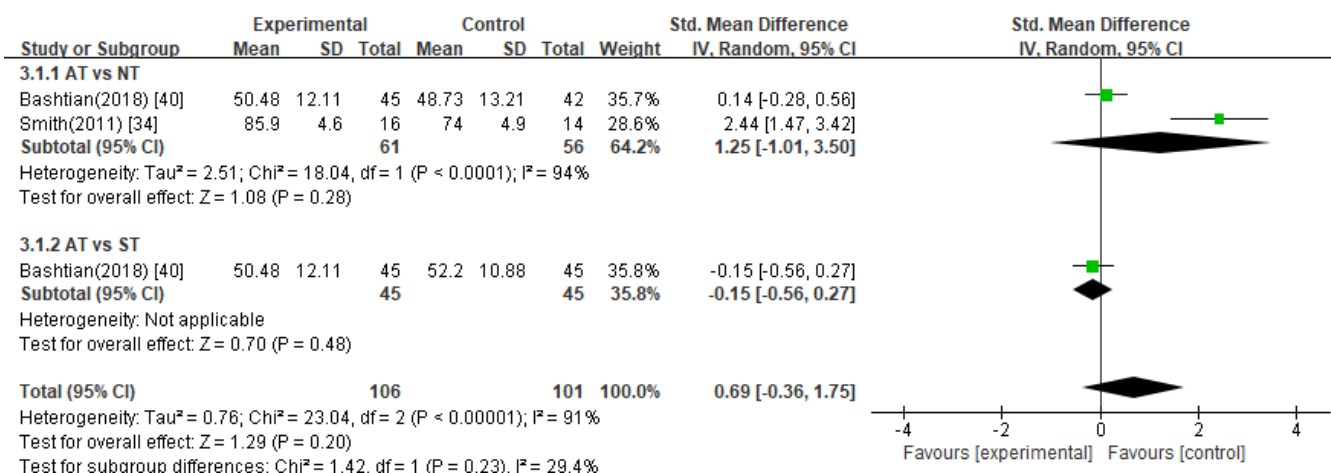 Experimental Control Std. Mean Difference Std. Mean Difference
Study or Subgroup Mean SD Total Mean SD Total Weight IV, Random, 95% CI IV, Random, 95% CI
3.1.1 AT vs NT
Bashtian(2018) [40] 50.48 12.11 45 48.73 13.21 42 35.7% 0.14 [-0.28, 0.56]
Smith(2011) [34] 85.9 4.6 16 74 4.9 14 28.6% 2.44 [1.47, 3.42]
Subtotal (95% CI) 61 56 64.2% 1.25 [-1.01, 3.50]
Heterogeneity: Tau² = 2.51; Chi² = 18.04, df = 1 (P < 0.0001); I² = 94%
Test for overall effect: Z = 1.08 (P = 0.28)
3.1.2 AT vs ST
Bashtian(2018) [40] 50.48 12.11 45 52.2 10.88 45 35.8% -0.15 [-0.56, 0.27]
Subtotal (95% CI) 45 45 35.8% -0.15 [-0.56, 0.27]
Heterogeneity: Not applicable
Test for overall effect: Z = 0.70 (P = 0.48)
Total (95% CI) 106 101 100.0% 0.69 [-0.36, 1.75]
Heterogeneity: Tau² = 0.76; Chi² = 23.04, df = 2 (P < 0.00001); I² = 91%
Test for overall effect: Z = 1.29 (P = 0.20)
Test for subgroup differences: Chi² = 1.42, df = 1 (P = 0.23), I² = 29.4%
-4 -2 0 2 4
Favours [experimental] Favours [control]